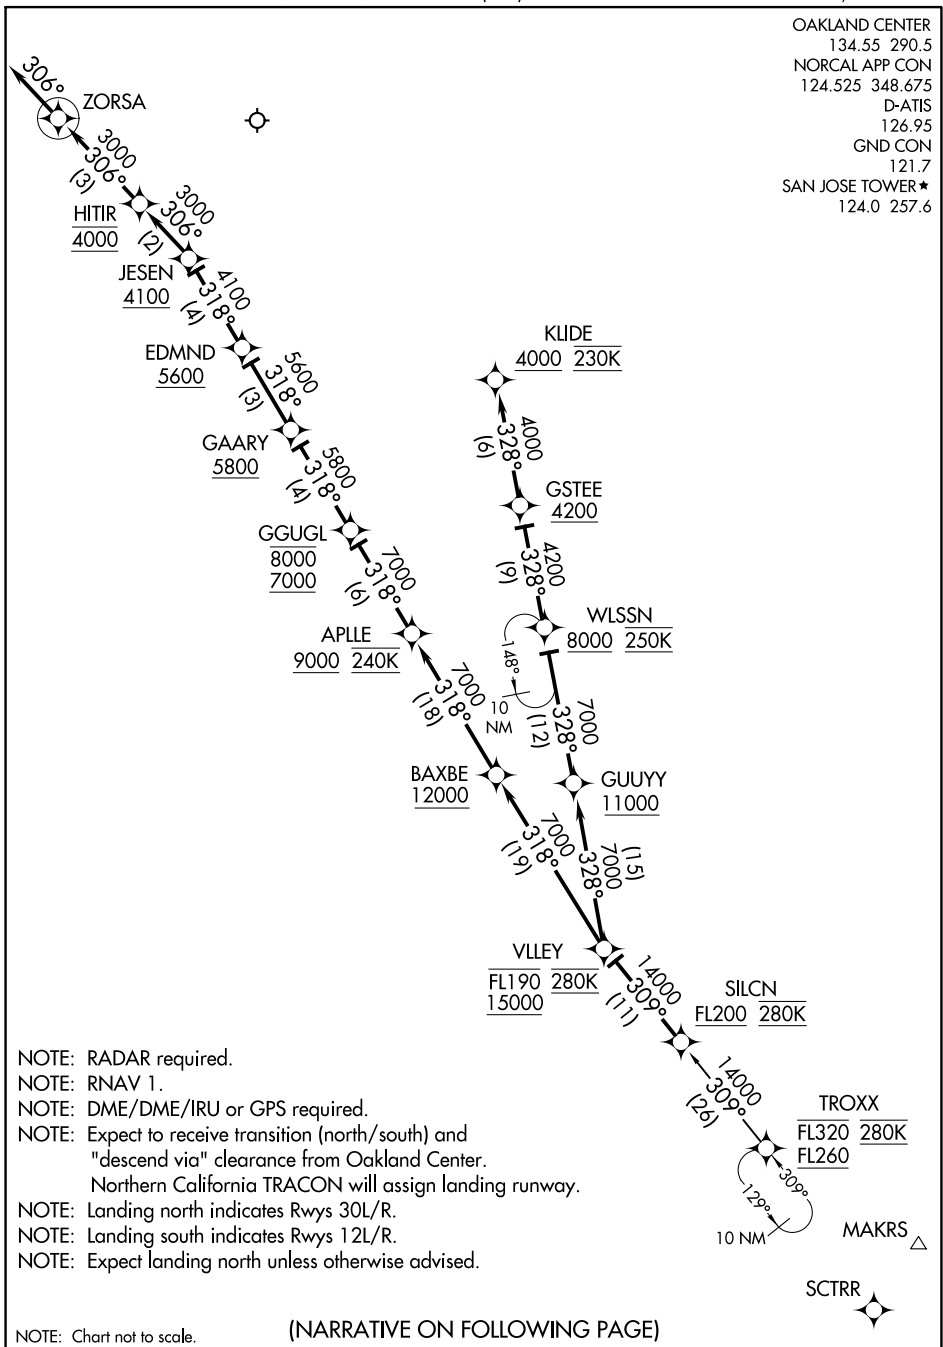 OAKLAND CENTER
134.55 290.5
NORCAL APP CON
124.525 348.675
D-ATIS
126.95
GND CON
121.7
SAN JOSE TOWER★
124.0 257.6
306°
ZORSA
3000
306°
(3)
HITIR
4000
3000
306°
(2)
JESEN
4100
4100
318°
(4)
EDMND
5600
5600
318°
(3)
GAARY
5800
5800
318°
(4)
GGUGL
8000
7000
7000
318°
(6)
APLLE
9000 240K
7000
318°
(18)
BAXBE
12000
7000
318°
(19)
KLIDE
4000 230K
4000
328°
(6)
GSTEE
4200
4200
328°
(9)
WLSSN
8000 250K
148°
10
NM
7000
328°
(12)
GUUYY
11000
(15)
7000
328°
VLLEY
FL190 280K
15000
14000
309°
(11)
SILCN
FL200 280K
14000
309°
(26)
TROXX
FL320 280K
FL260
309°
129°
10 NM
MAKRS
SCTRR
NOTE: RADAR required.
NOTE: RNAV 1.
NOTE: DME/DME/IRU or GPS required.
NOTE: Expect to receive transition (north/south) and
"descend via" clearance from Oakland Center.
Northern California TRACON will assign landing runway.
NOTE: Landing north indicates Rwys 30L/R.
NOTE: Landing south indicates Rwys 12L/R.
NOTE: Expect landing north unless otherwise advised.
NOTE: Chart not to scale.
(NARRATIVE ON FOLLOWING PAGE)